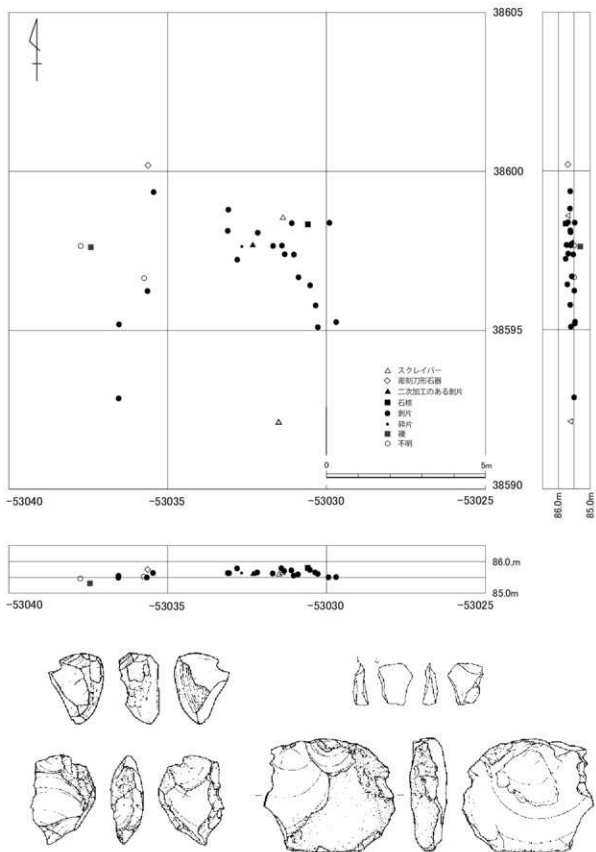 38605
38600
38595
△ スクレイパー
◇ 彫刻刀形石器
▲ 二次加工のある剥片
■ 石核
● 剥片
• 砕片
■ 礫
○ 不明
0 5m
38590
−53040 −53035 −53030 −53025
86.0m 85.0m
86.0.m
85.0m
−53040 −53035 −53030 −53025